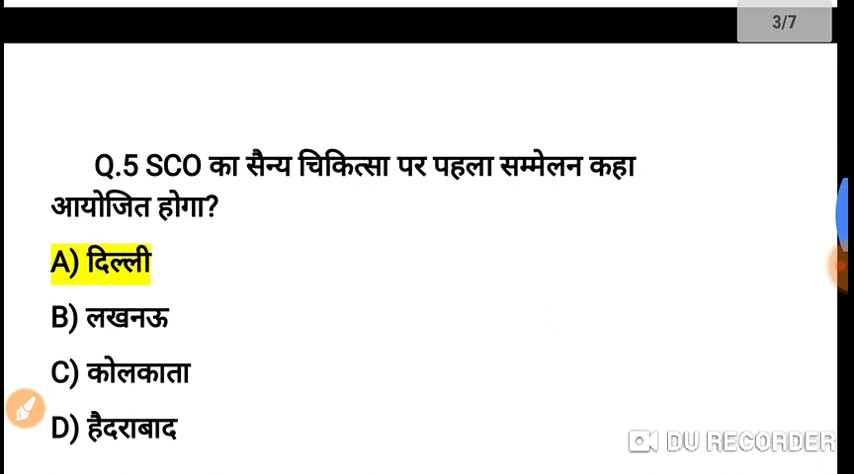 3/7
Q.5 SCO का सैन्य चिकित्सा पर पहला सम्मेलन कहा
आयोजित होगा?
A) दिल्ली
B) लखनऊ
C) कोलकाता
D) हैदराबाद
DU RECORDER